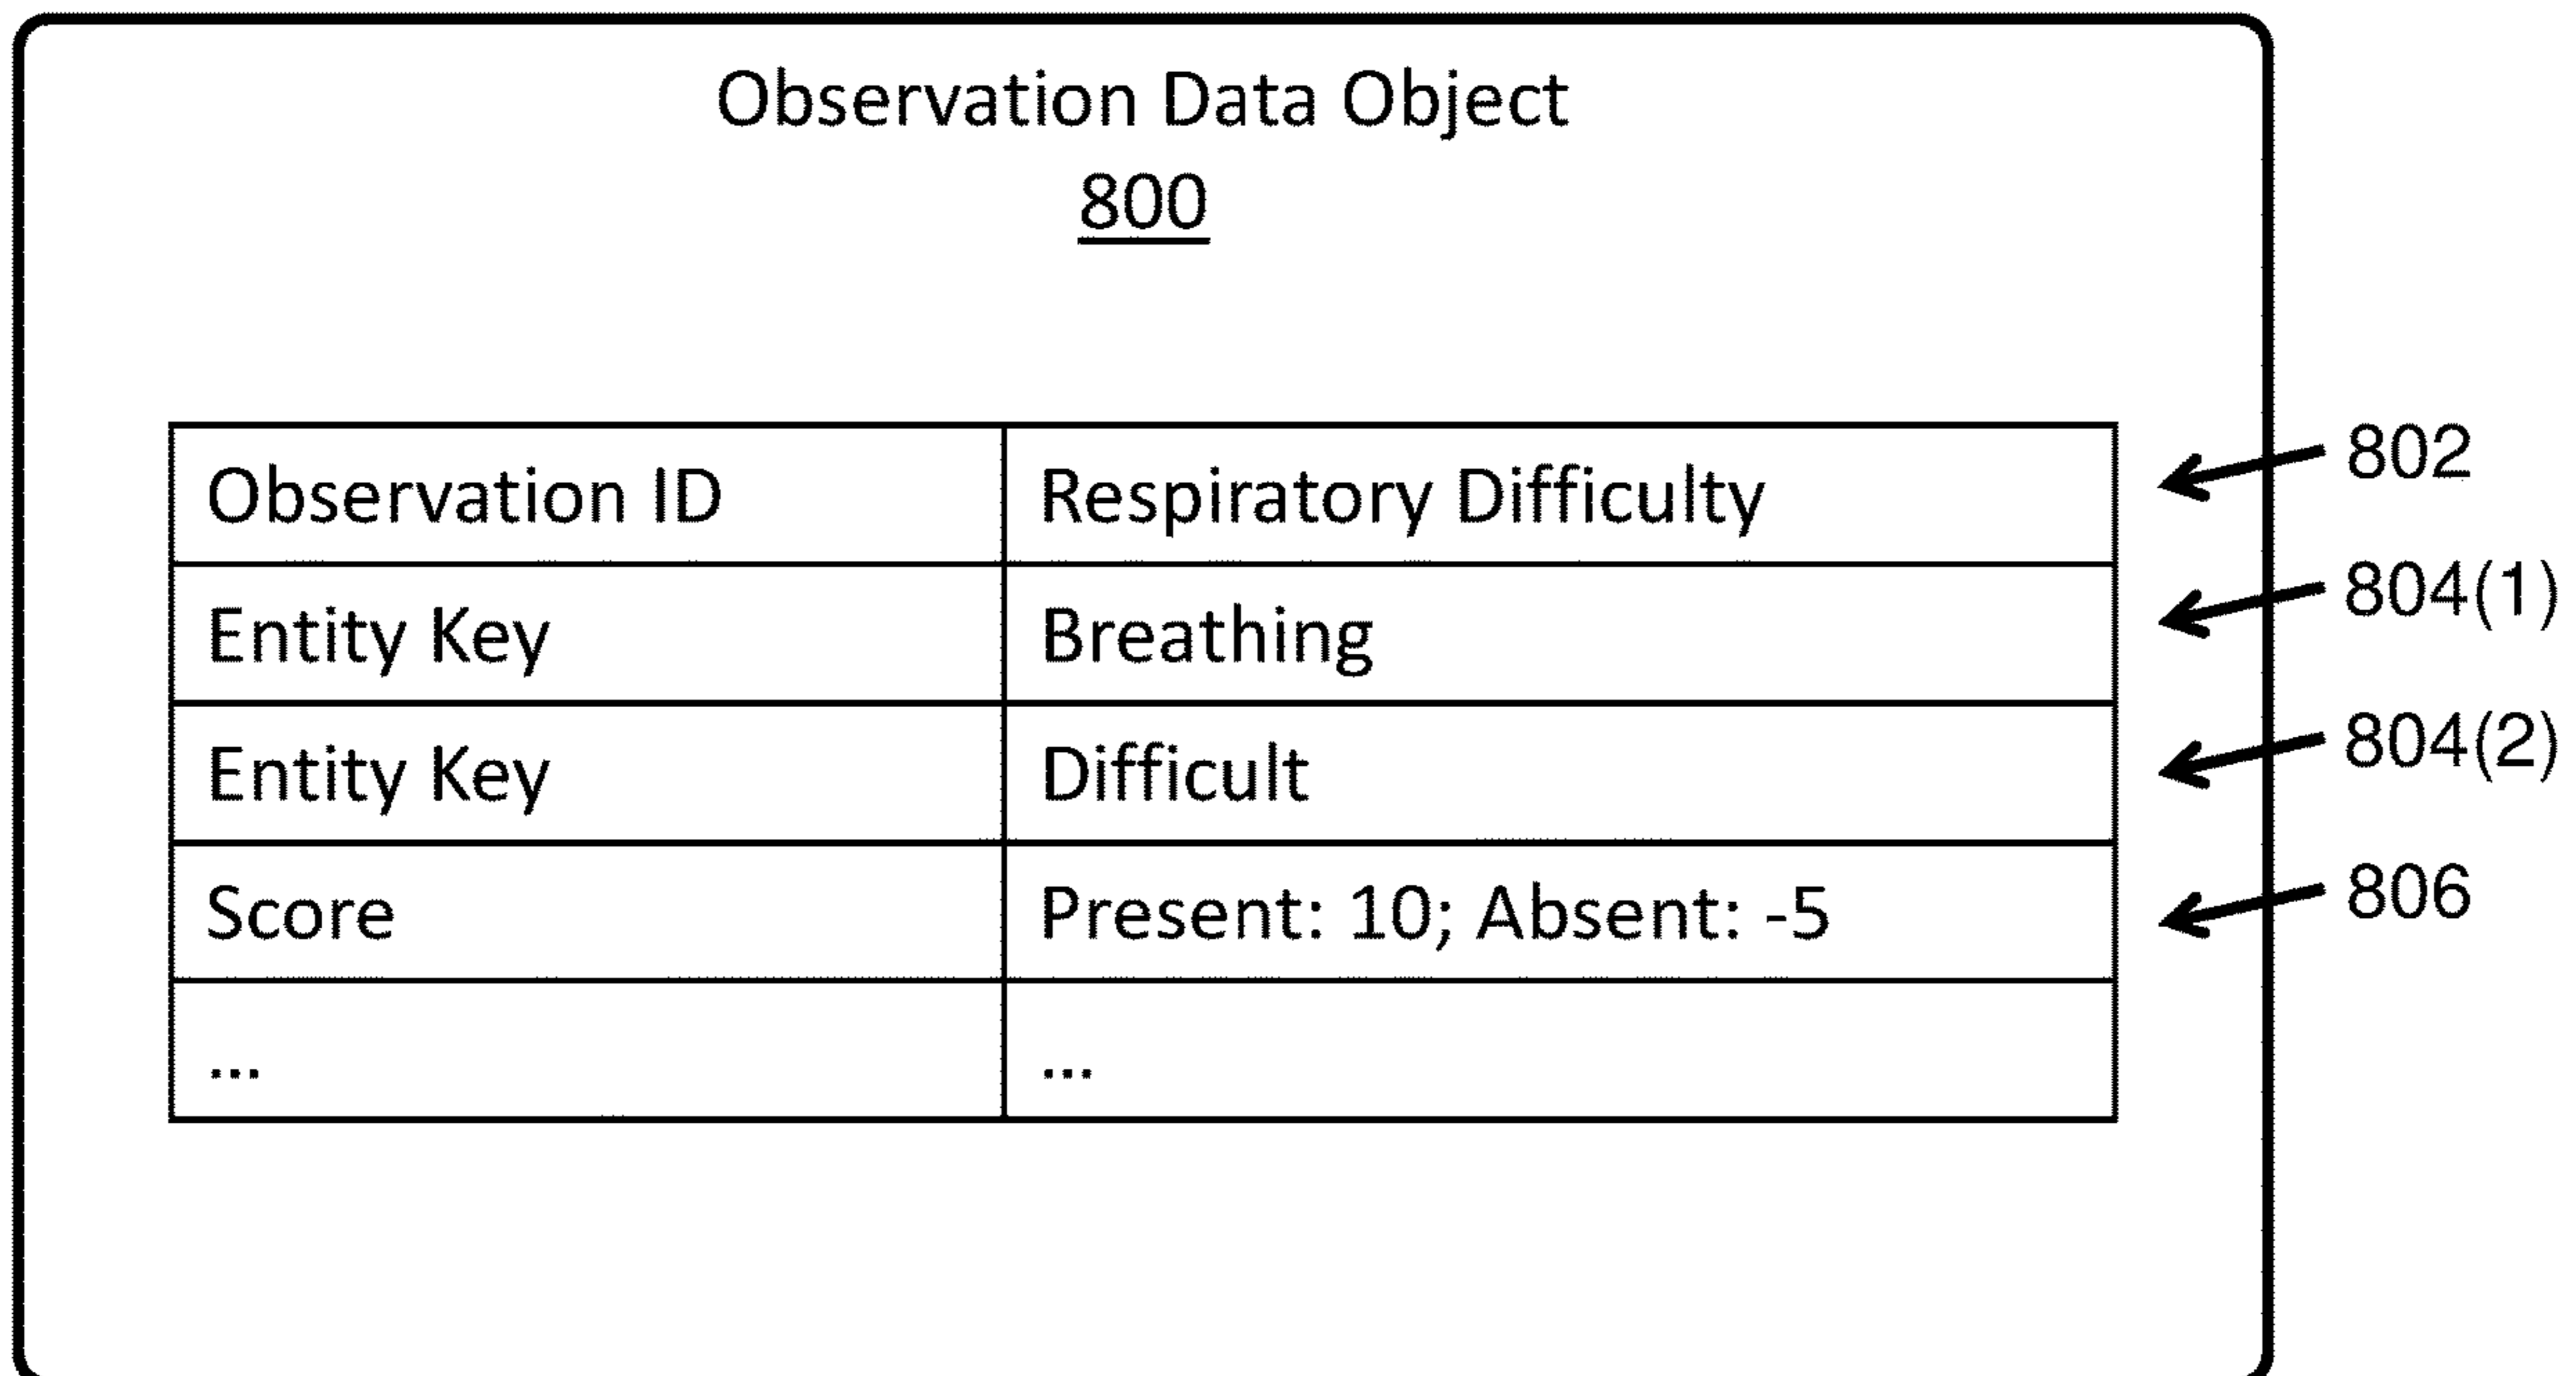 Observation Data Object
800
Observation ID Respiratory Difficulty 802
Entity Key Breathing 804(1)
Entity Key Difficult 804(2)
Score Present: 10; Absent: -5 806
... ...